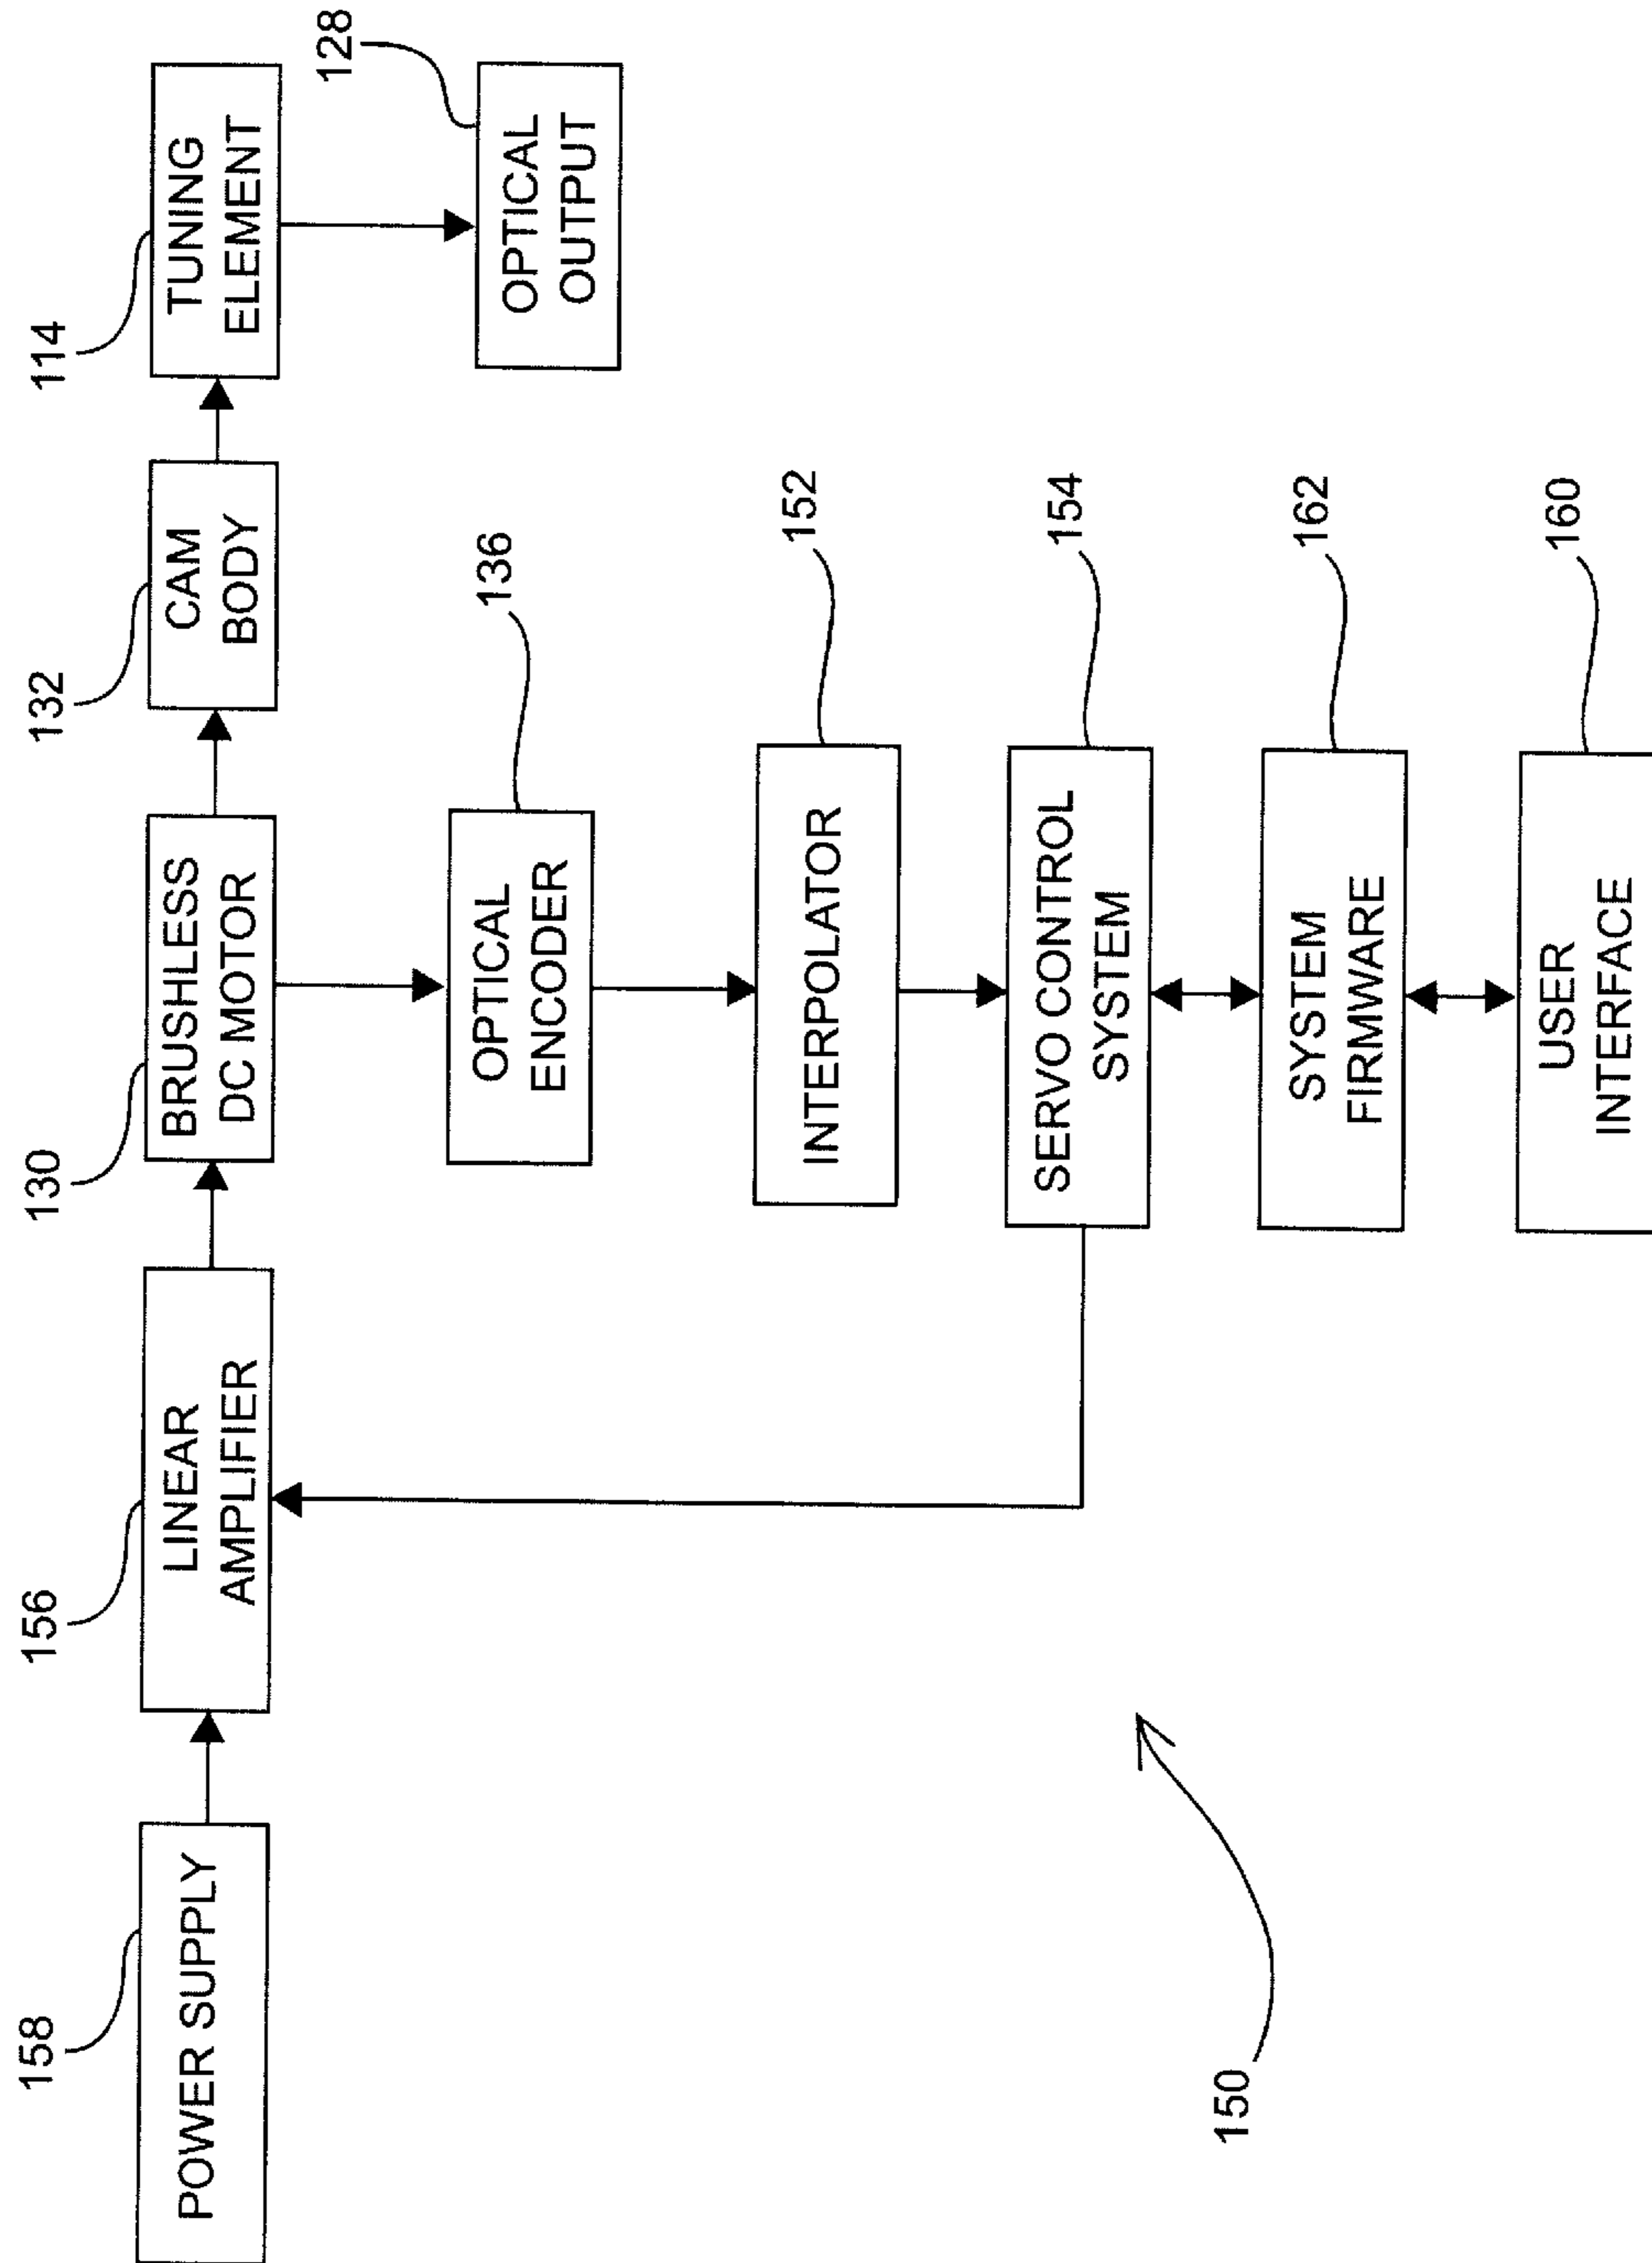 158
POWER SUPPLY
156
LINEAR
AMPLIFIER
130
BRUSHLESS
DC MOTOR
132
CAM
BODY
114
TUNING
ELEMENT
128
OPTICAL
OUTPUT
136
OPTICAL
ENCODER
152
INTERPOLATOR
154
SERVO CONTROL
SYSTEM
162
SYSTEM
FIRMWARE
160
USER
INTERFACE
150